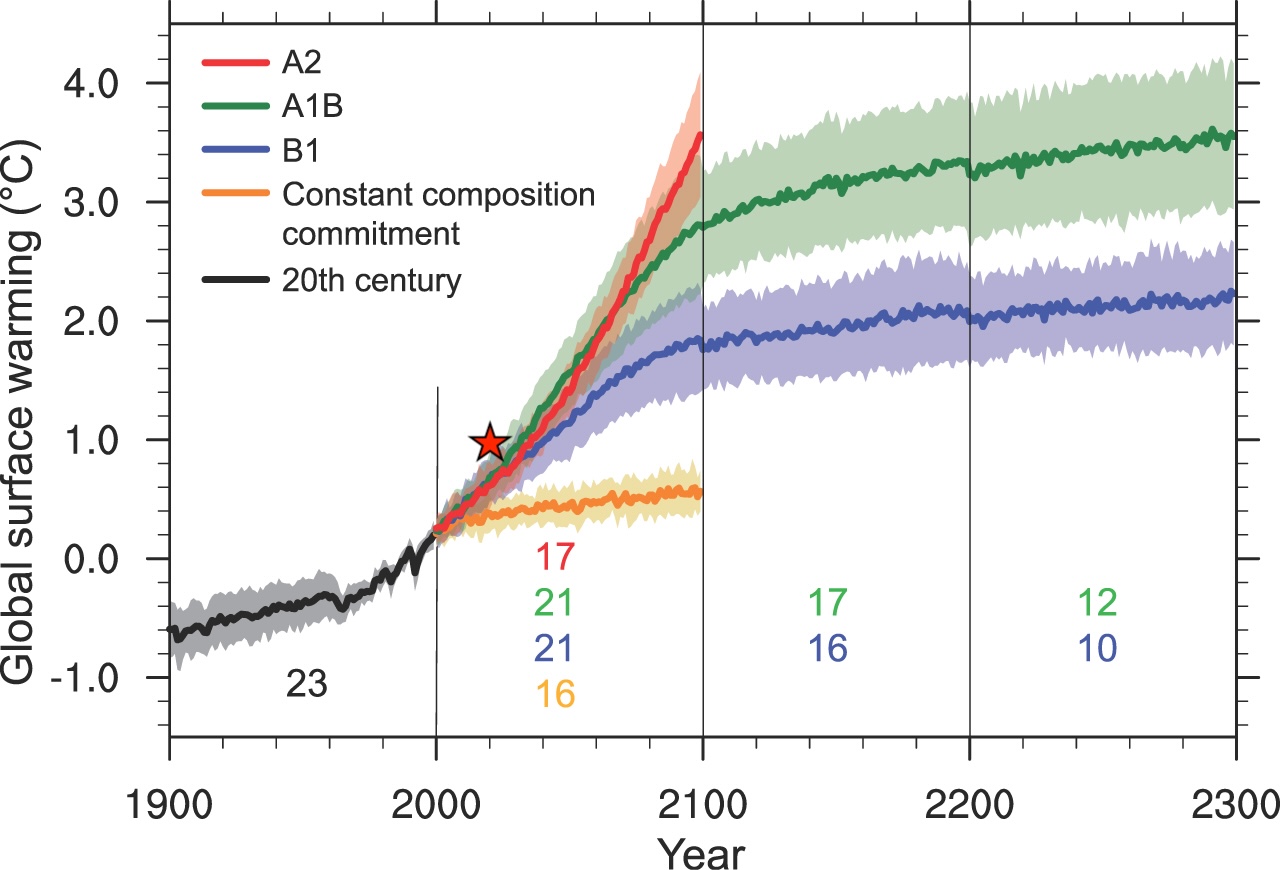 A2
A1B
B1
Constant composition
commitment
20th century
Global surface warming (°C)
4.0
3.0
2.0
1.0
0.0
-1.0
17
21 17 12
21 16 10
23
16
1900 2000 2100 2200 2300
Year